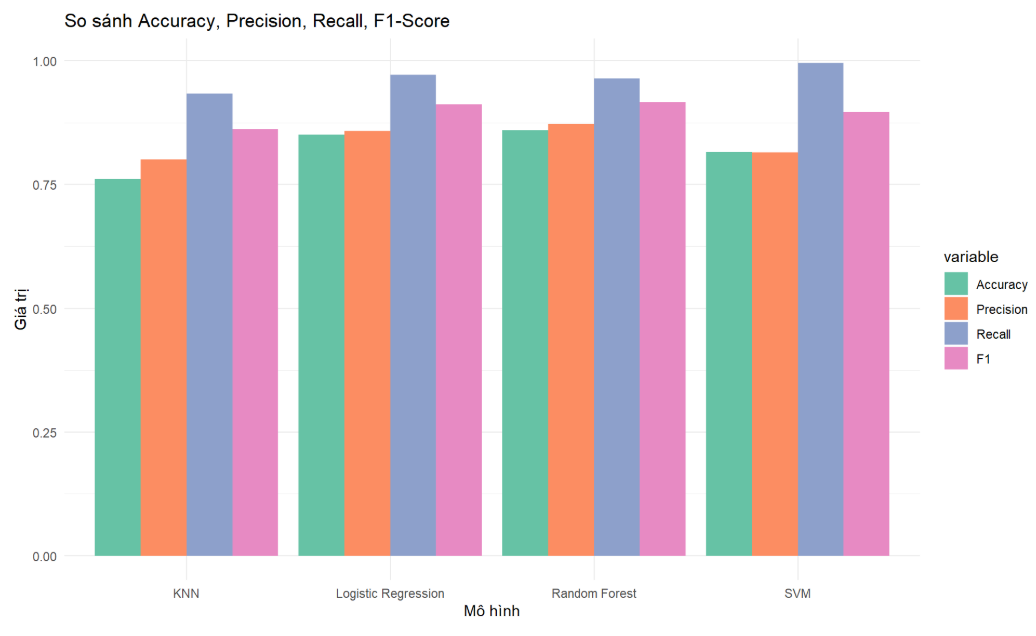 So sánh Accuracy, Precision, Recall, F1-Score
1.00
0.75
0.50
0.25
0.00
Giá trị
KNN
Logistic Regression
Random Forest
SVM
Mô hình
variable
Accuracy
Precision
Recall
F1